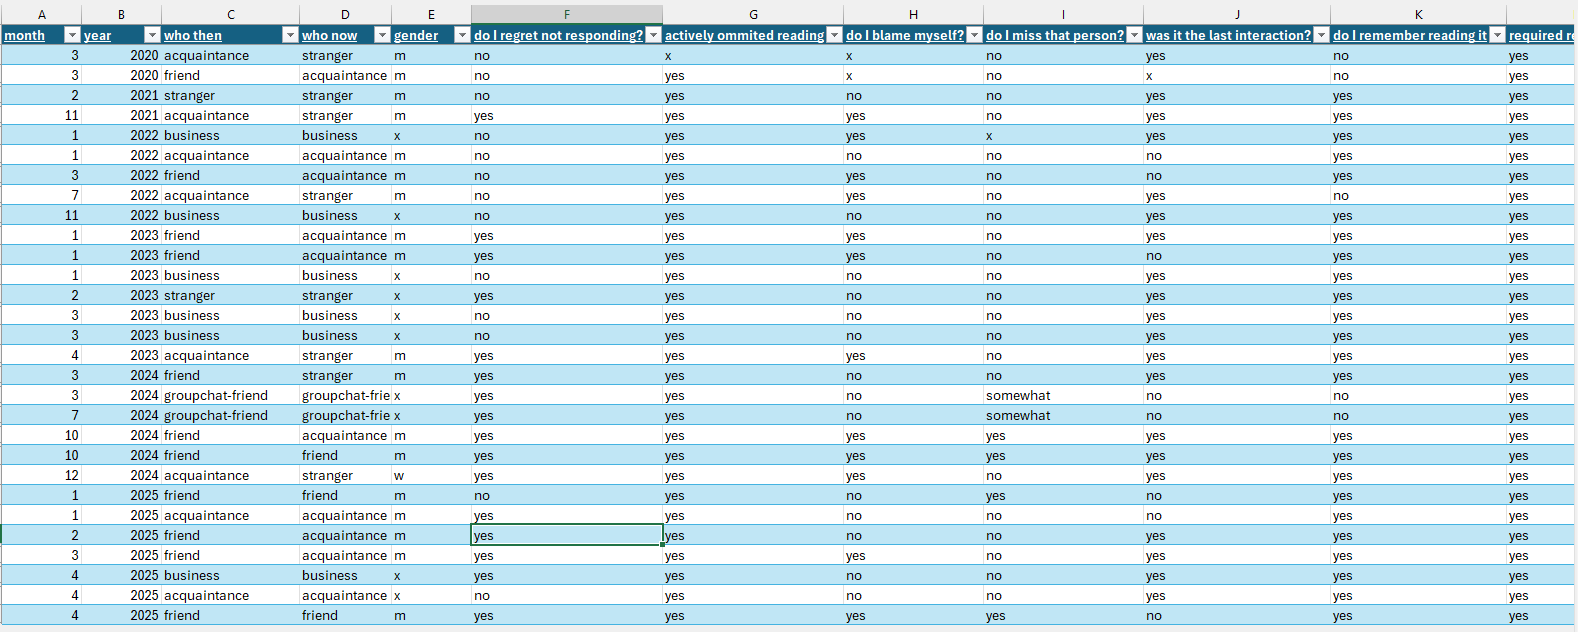 A B C D E F G H I J K
month year who then who now gender do I regret not responding? actively ommited reading do I blame myself? do I miss that person? was it the last interaction? do I remember reading it required re
3 2020 acquaintance stranger m no x x no yes no yes
3 2020 friend acquaintance m no yes x no x no yes
2 2021 stranger stranger m no yes no no yes yes yes
11 2021 acquaintance stranger m yes yes yes no yes yes yes
1 2022 business business x no yes yes x yes yes yes
1 2022 acquaintance acquaintance m no yes no no no yes yes
3 2022 friend acquaintance m no yes yes no no yes yes
7 2022 acquaintance stranger m no yes yes no yes no yes
11 2022 business business x no yes no no yes yes yes
1 2023 friend acquaintance m yes yes yes no yes yes yes
1 2023 friend acquaintance m yes yes yes no no yes yes
1 2023 business business x no yes no no yes yes yes
2 2023 stranger stranger x yes yes no no yes yes yes
3 2023 business business x no yes no no yes yes yes
3 2023 business business x no yes no no yes yes yes
4 2023 acquaintance stranger m yes yes yes no yes yes yes
3 2024 friend stranger m yes yes no no yes yes yes
3 2024 groupchat-friend groupchat-frie x yes yes no somewhat no no yes
7 2024 groupchat-friend groupchat-frie x yes yes no somewhat no no yes
10 2024 friend acquaintance m yes yes yes yes yes yes yes
10 2024 friend friend m yes yes yes yes yes yes yes
12 2024 acquaintance stranger w yes yes yes no yes yes yes
1 2025 friend friend m no yes no yes no yes yes
1 2025 acquaintance acquaintance m yes yes no no no yes yes
2 2025 friend acquaintance m yes yes no no yes yes yes
3 2025 friend acquaintance m yes yes yes no yes yes yes
4 2025 business business x yes yes no no yes yes yes
4 2025 acquaintance acquaintance x no yes no no yes yes yes
4 2025 friend friend m yes yes yes yes no yes yes